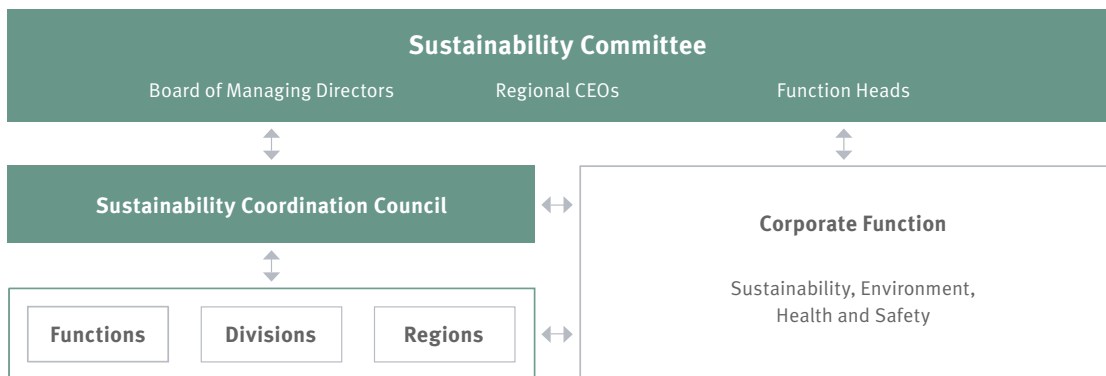 Sustainability Committee
Board of Managing Directors Regional CEOs Function Heads
Sustainability Coordination Council
Corporate Function
Sustainability, Environment,
Health and Safety
Functions Divisions Regions